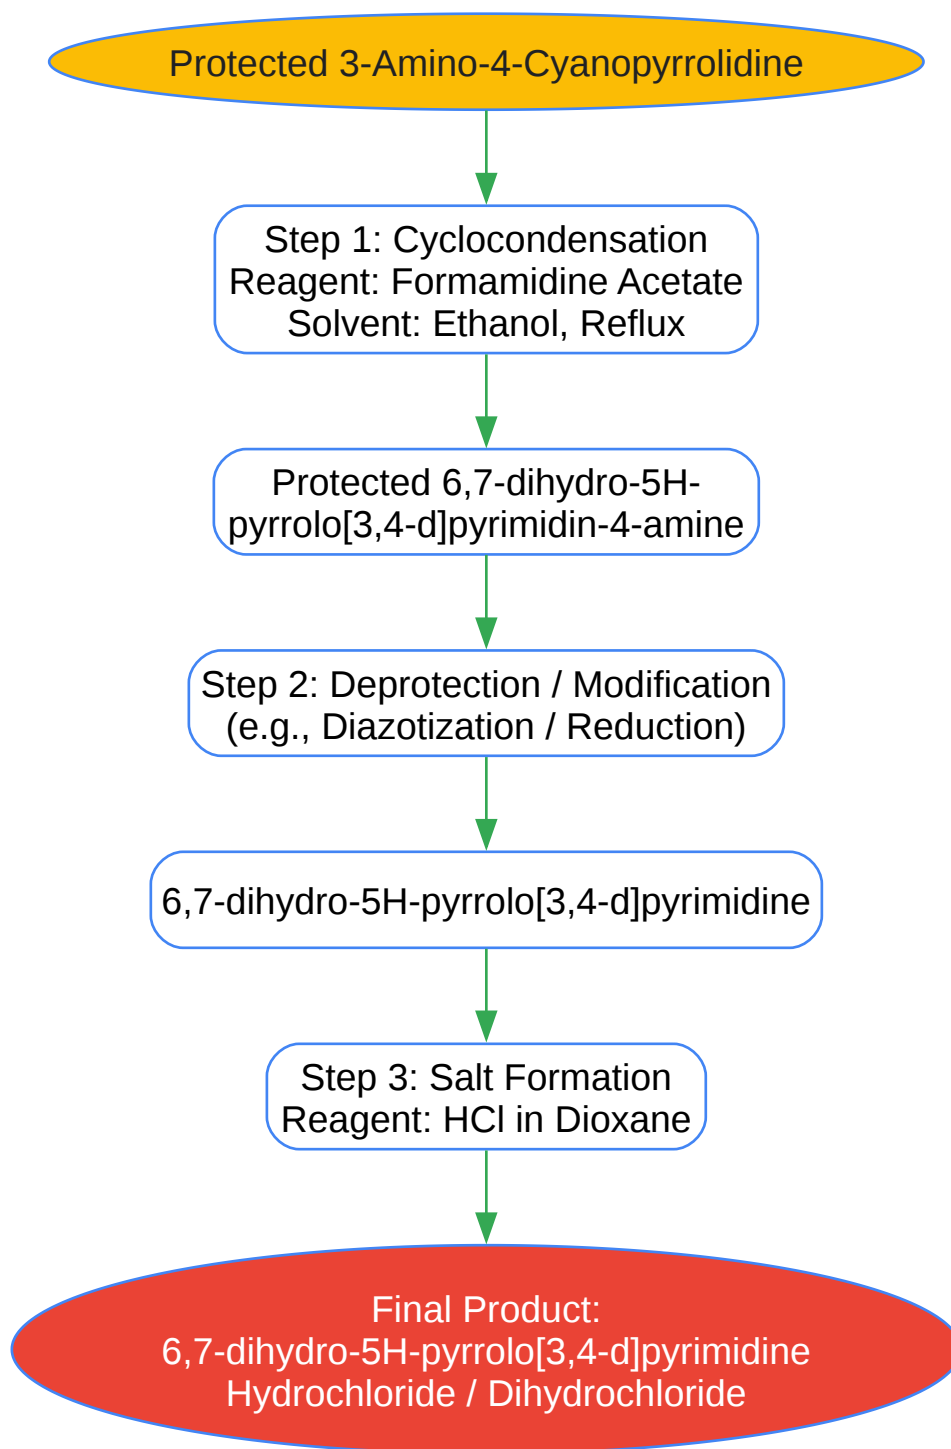 Protected 3-Amino-4-Cyanopyrrolidine
Step 1: Cyclocondensation
Reagent: Formamidine Acetate
Solvent: Ethanol, Reflux
Protected 6,7-dihydro-5H-
pyrrolo[3,4-d]pyrimidin-4-amine
Step 2: Deprotection / Modification
(e.g., Diazotization / Reduction)
6,7-dihydro-5H-pyrrolo[3,4-d]pyrimidine
Step 3: Salt Formation
Reagent: HCl in Dioxane
Final Product:
6,7-dihydro-5H-pyrrolo[3,4-d]pyrimidine
Hydrochloride / Dihydrochloride